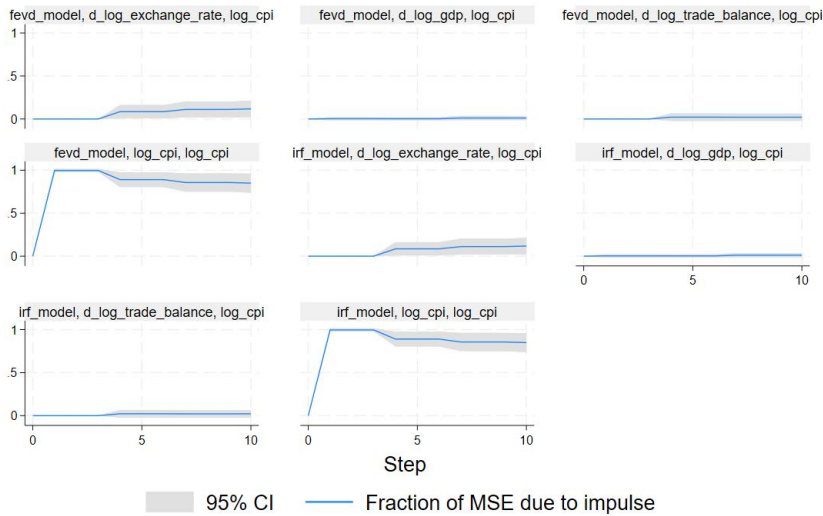 fevd_model, d_log_exchange_rate, log_cpi
fevd_model, d_log_gdp, log_cpi
fevd_model, d_log_trade_balance, log_cpi
1
.5
0
fevd_model, log_cpi, log_cpi
irf_model, d_log_exchange_rate, log_cpi
irf_model, d_log_gdp, log_cpi
1
.5
0
0 5 10
irf_model, d_log_trade_balance, log_cpi
irf_model, log_cpi, log_cpi
1
.5
0
0 5 10
0 5 10
Step
95% CI
Fraction of MSE due to impulse